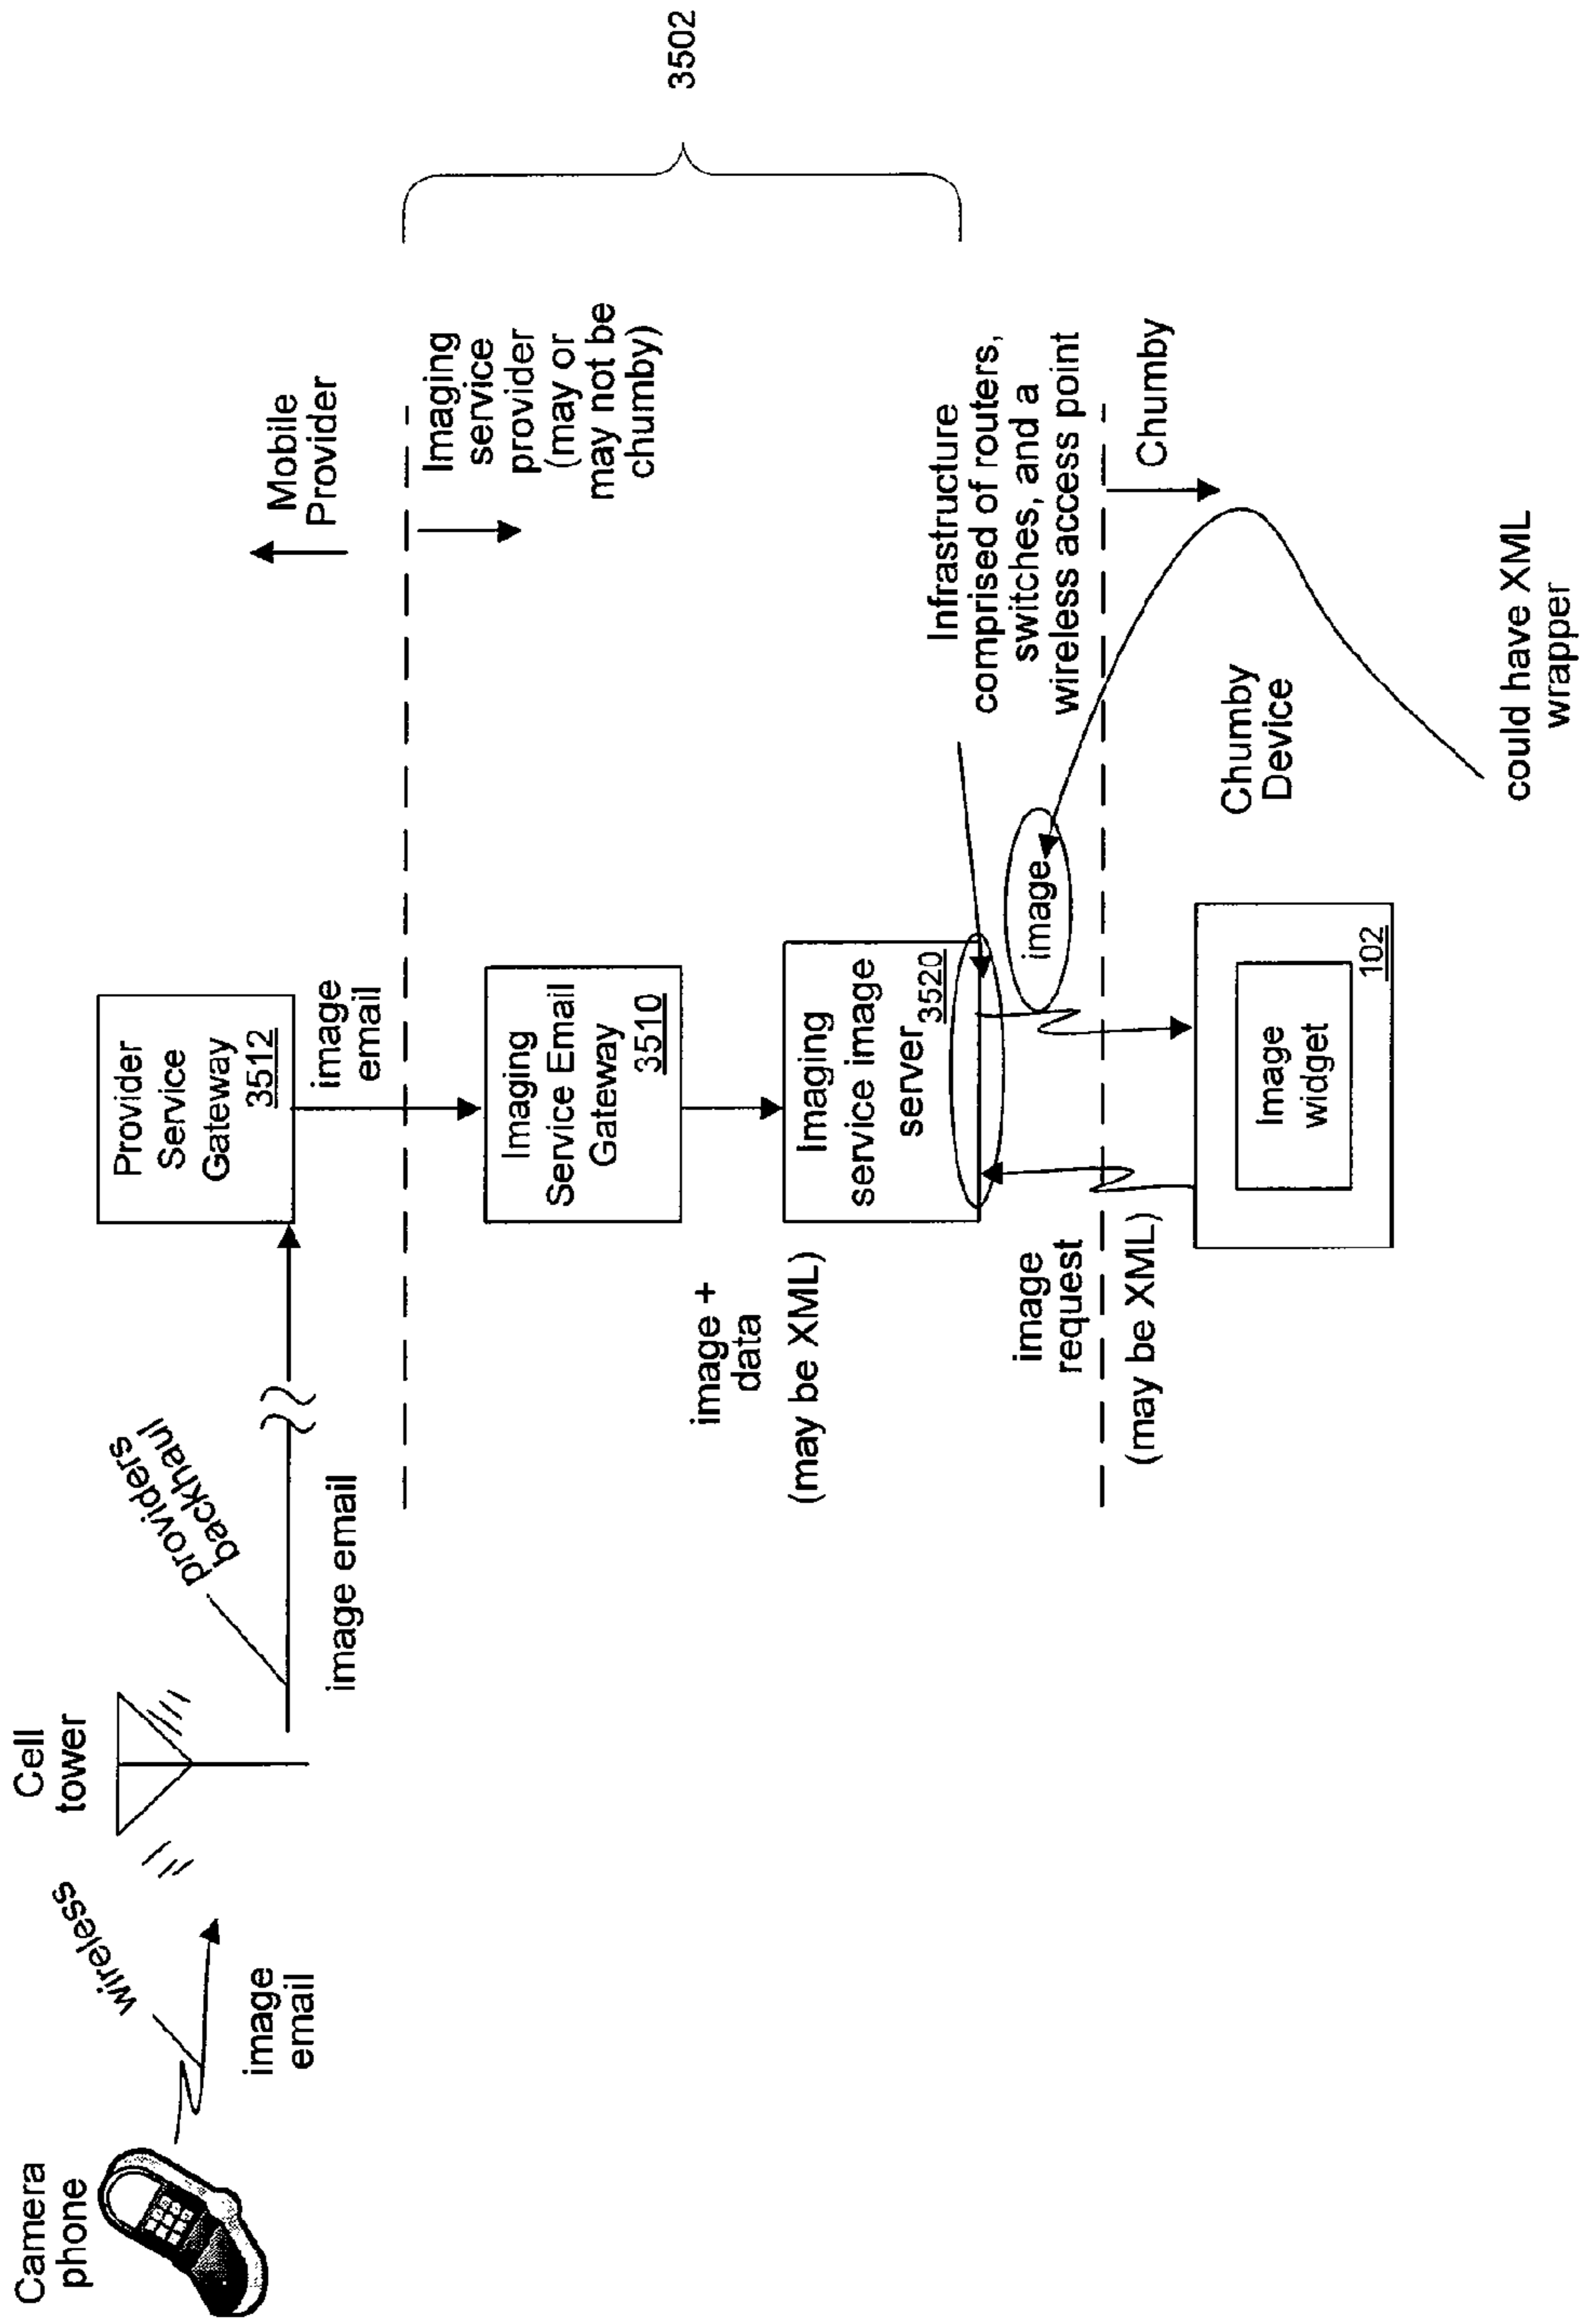 Camera
phone
wireless
image
email
Cell
tower
providers
backhaul
image email
Provider
Service
Gateway
3512
image
email
Mobile
Provider
Imaging
service
provider
(may or
may not be
chumby)
3502
Imaging
Service Email
Gateway
3510
image +
data
(may be XML)
Imaging
service image
server
3520
Infrastructure
comprised of routers,
switches, and a
wireless access point
image
image
request
(may be XML)
Chumby
Chumby
Device
Image
widget
102
could have XML
wrapper